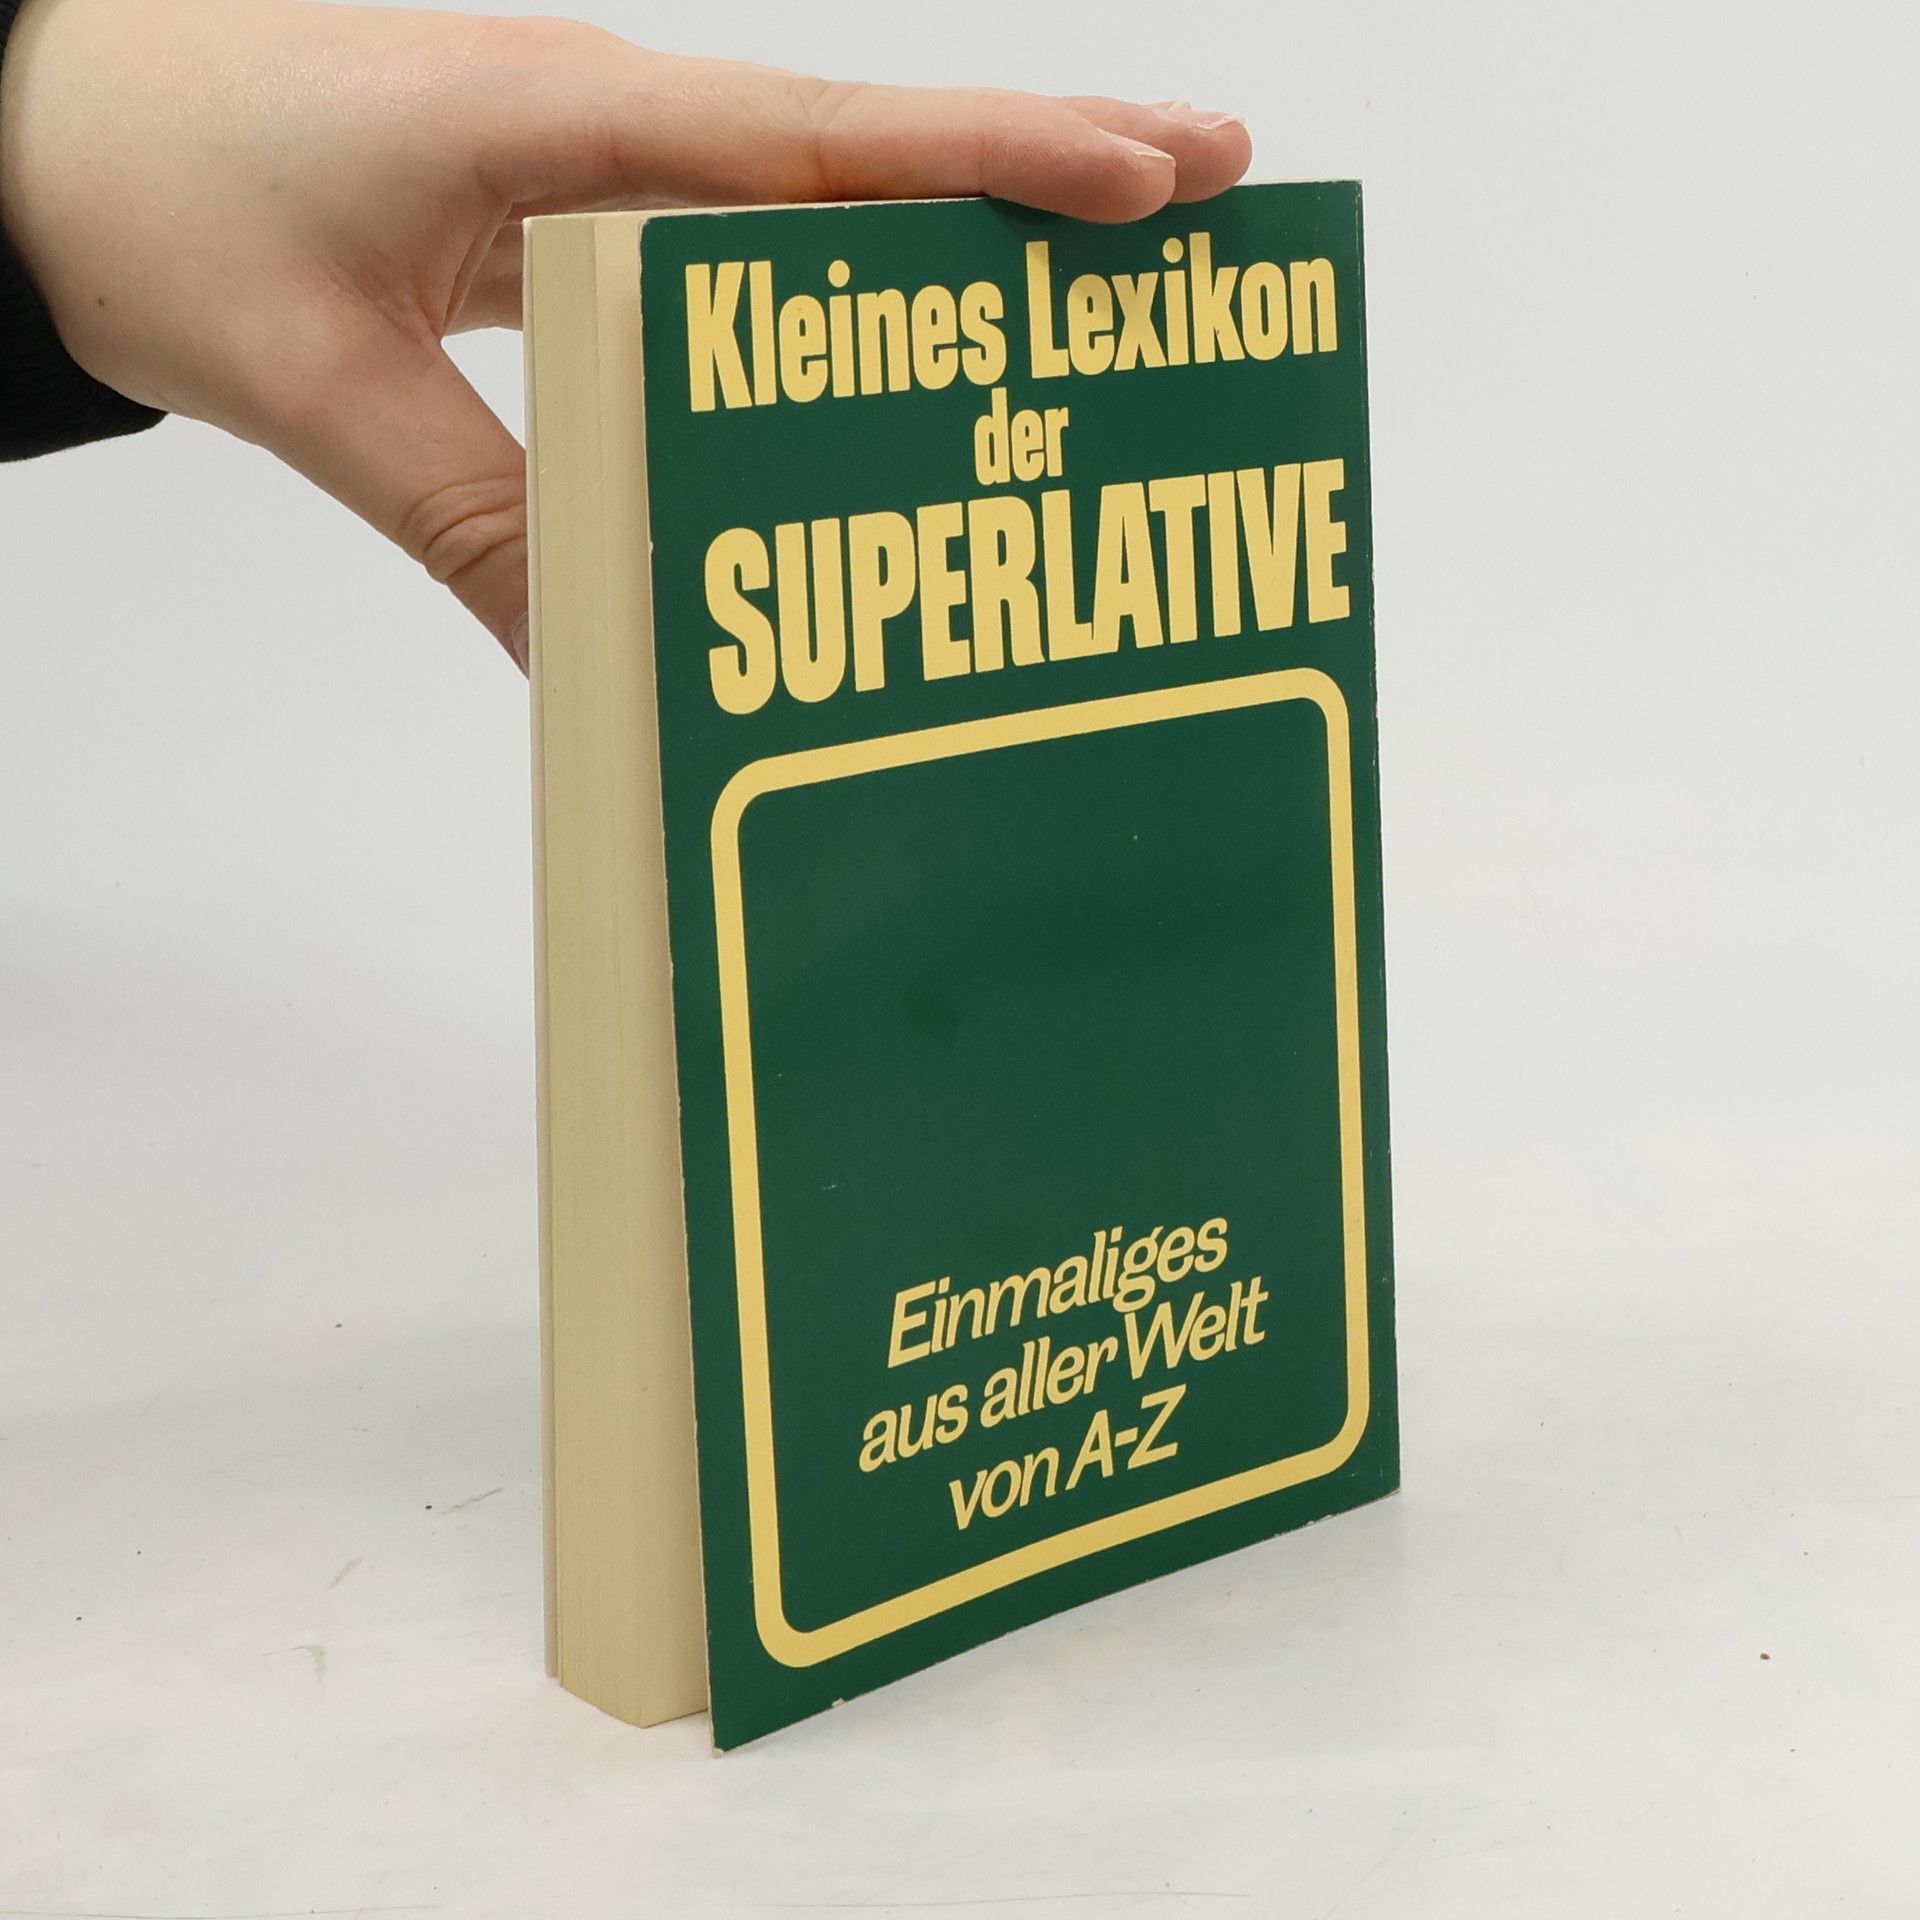 Kleines Lexikon
der
SUPERLATIVE
Einmaliges
aus aller Welt
von A-Z